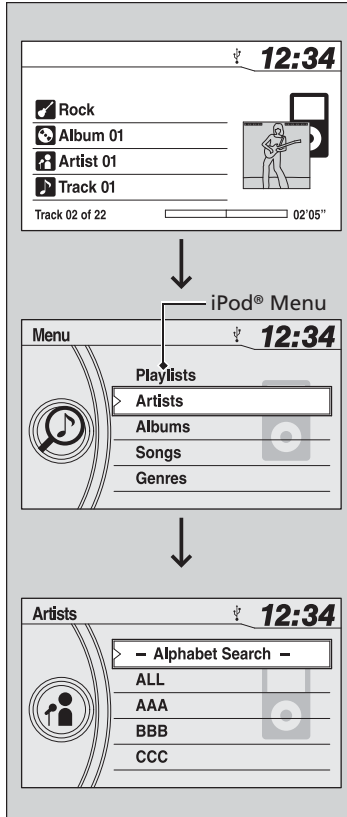 12:34
Rock
Album 01
Artist 01
Track 01
Track 02 of 22 02'05"
iPod® Menu
Menu 12:34
Playlists
Artists
Albums
Songs
Genres
Artists 12:34
– Alphabet Search –
ALL
AAA
BBB
CCC